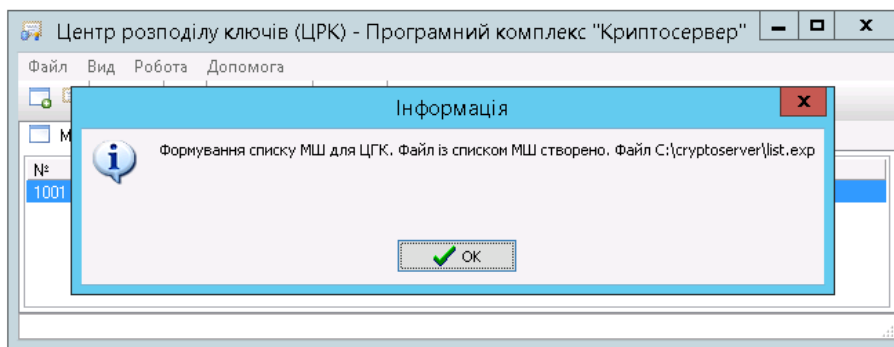 Центр розподілу ключів (ЦРК) - Програмний комплекс "Криптосервер"
Файл Вид Робота Допомога
Інформація
Формування списку МШ для ЦГК. Файл із списком МШ створено. Файл C:\cryptoserver\list.exp
№
1001
OK